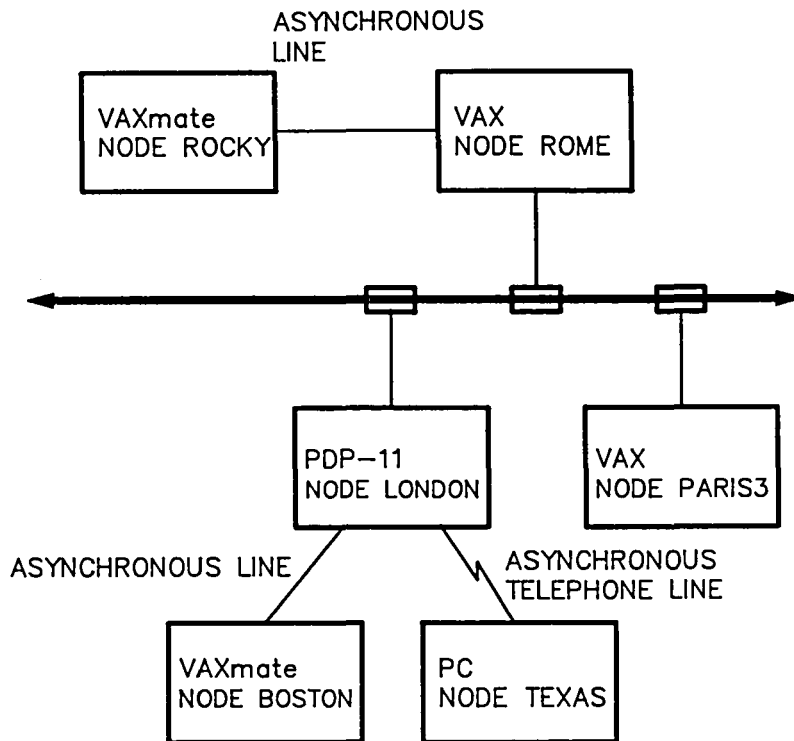 ASYNCHRONOUS
LINE
VAXmate
NODE ROCKY
VAX
NODE ROME
PDP-11
NODE LONDON
VAX
NODE PARIS3
ASYNCHRONOUS LINE
ASYNCHRONOUS
TELEPHONE LINE
VAXmate
NODE BOSTON
PC
NODE TEXAS